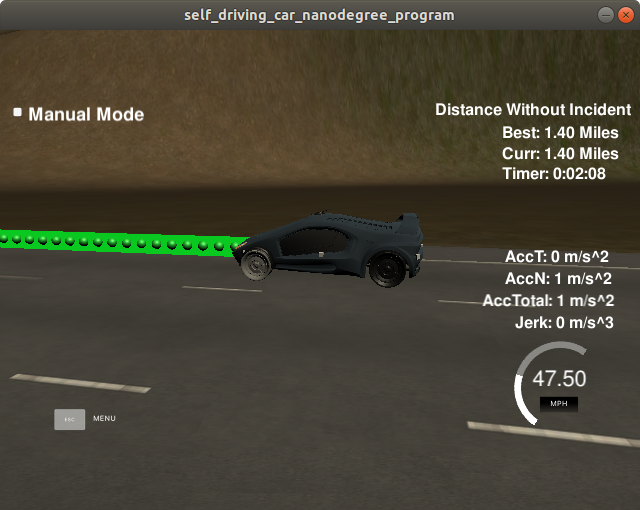 self_driving_car_nanodegree_program
Manual Mode
Distance Without Incident
Best: 1.40 Miles
Curr: 1.40 Miles
Timer: 0:02:08
AccT: 0 m/s^2
AccN: 1 m/s^2
AccTotal: 1 m/s^2
Jerk: 0 m/s^3
47.50
MPH
ESC MENU